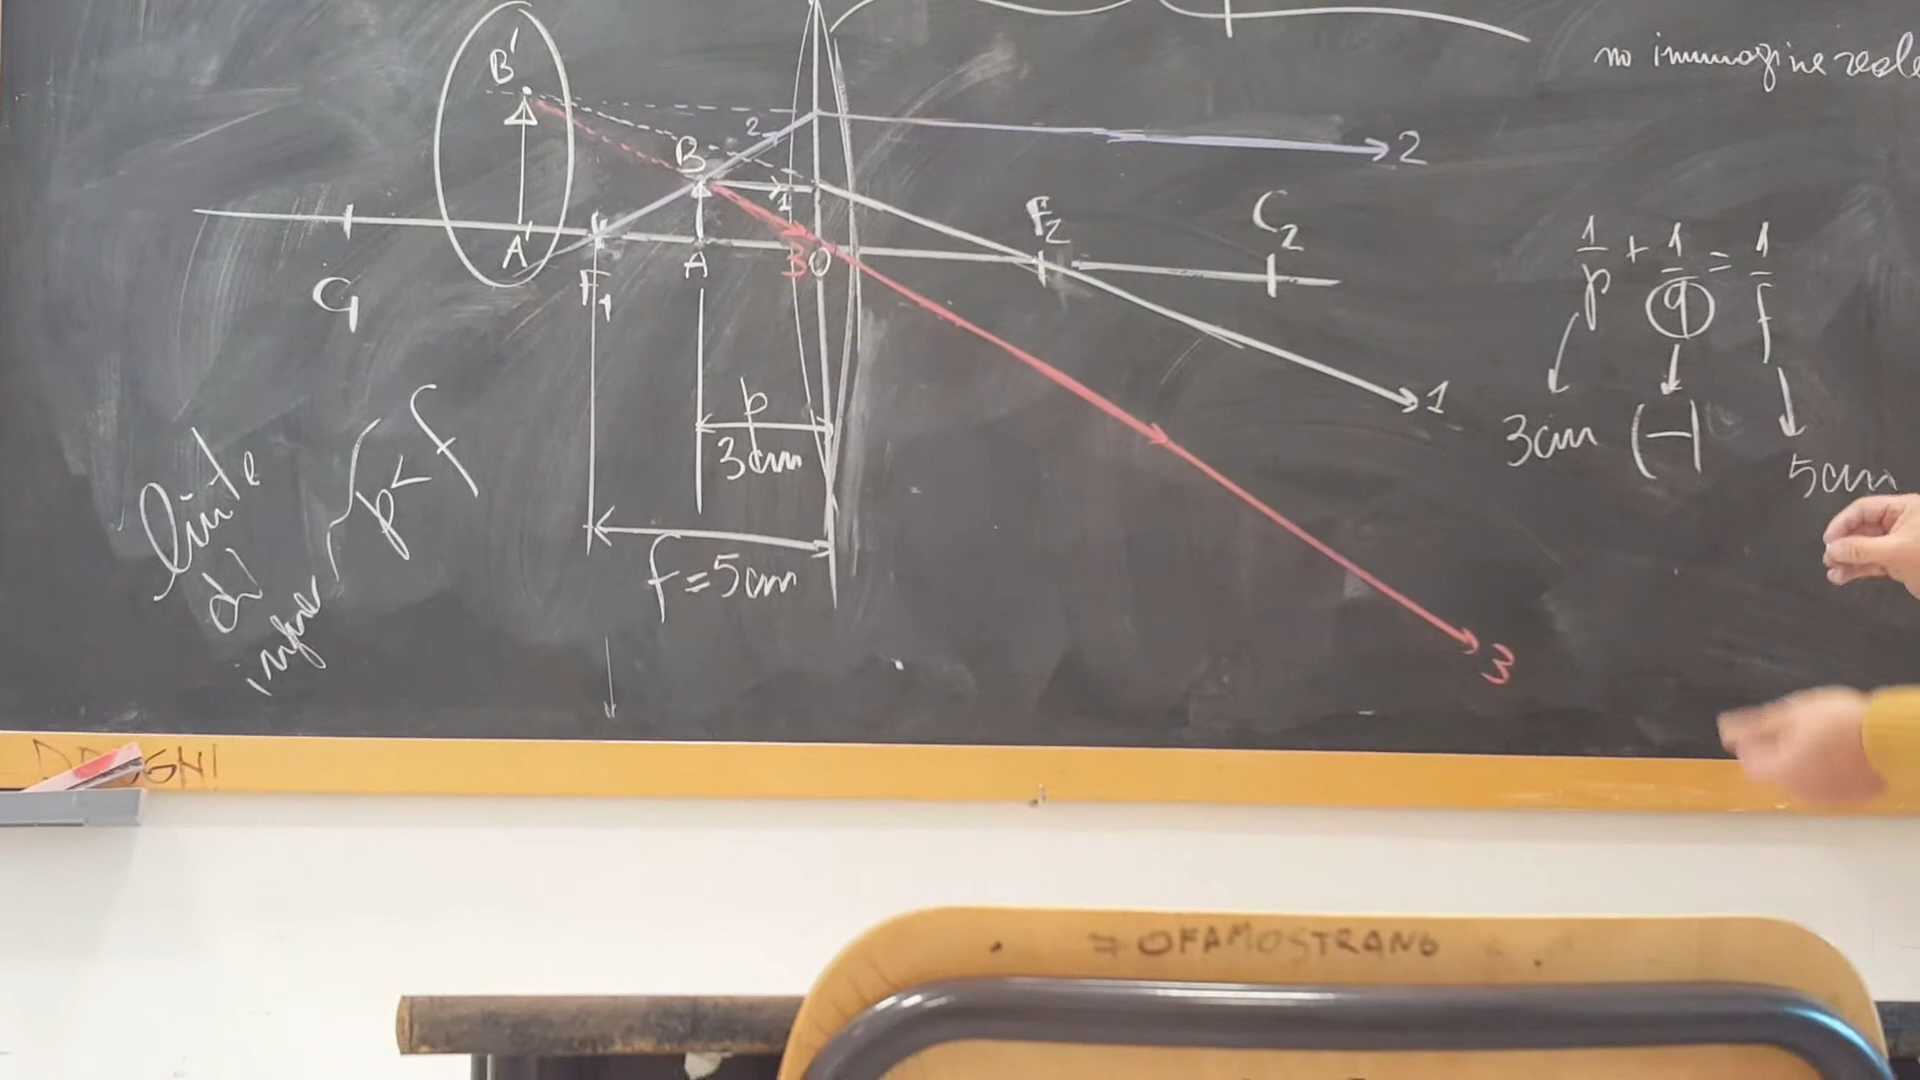 no immagine reale
B'
2
B
2
1
F2
C2
A'
A
3
O
C1
F1
1/p + 1/q = 1/f
3cm (-) 5cm
p
3cm
1
lente
di
p < f
f = 5cm
3
#OFAMOSTRANO